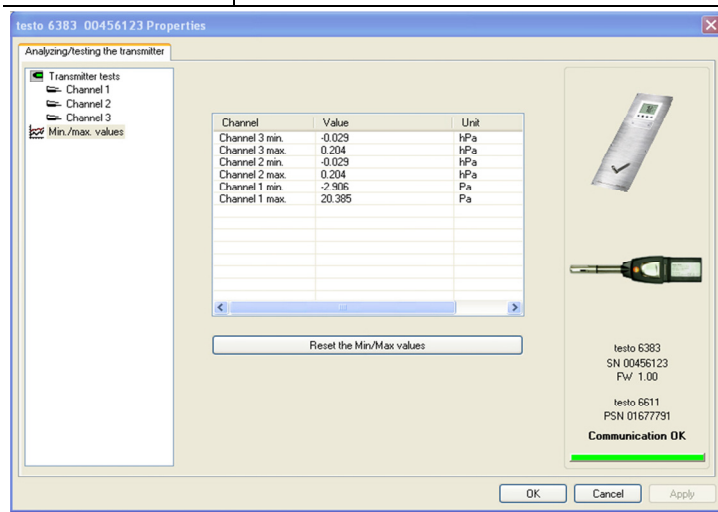 testo 6383 00456123 Properties
Analyzing/testing the transmitter
Transmitter tests
Channel 1
Channel 2
Channel 3
Min./max. values
Channel Value Unit
Channel 3 min. -0.029 hPa
Channel 3 max. 0.204 hPa
Channel 2 min. -0.029 hPa
Channel 2 max. 0.204 hPa
Channel 1 min. -2.906 Pa
Channel 1 max. 20.385 Pa
Reset the Min/Max values
testo 6383
SN 00456123
FW 1.00
testo 6611
PSN 01677791
Communication OK
OK Cancel Apply